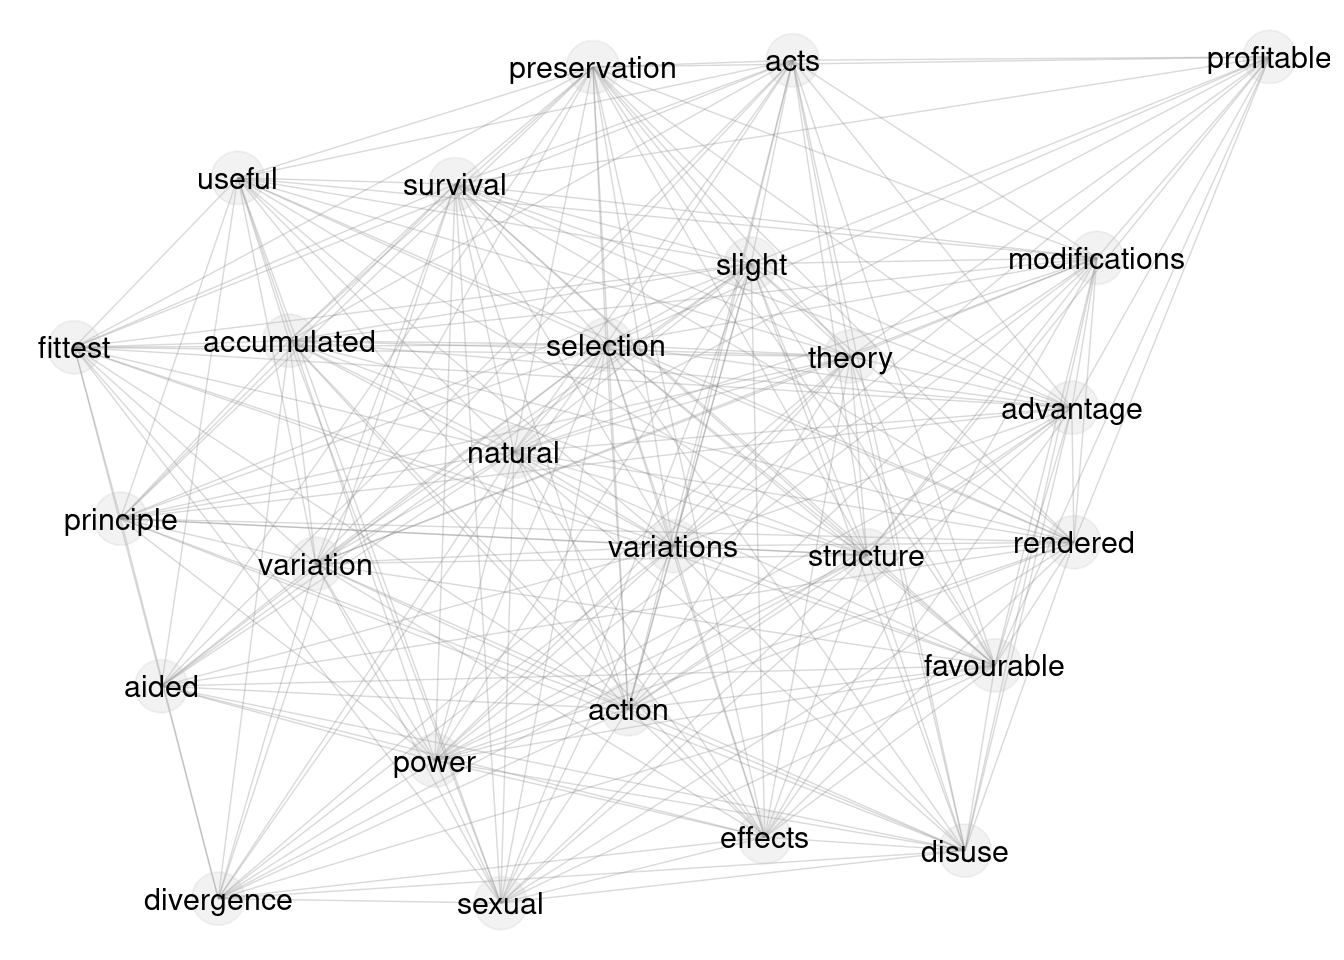 preservation
acts
profitable
useful
survival
slight
modifications
fittest
accumulated
selection
theory
advantage
natural
principle
variation
variations
structure
rendered
aided
action
favourable
power
effects
disuse
divergence
sexual